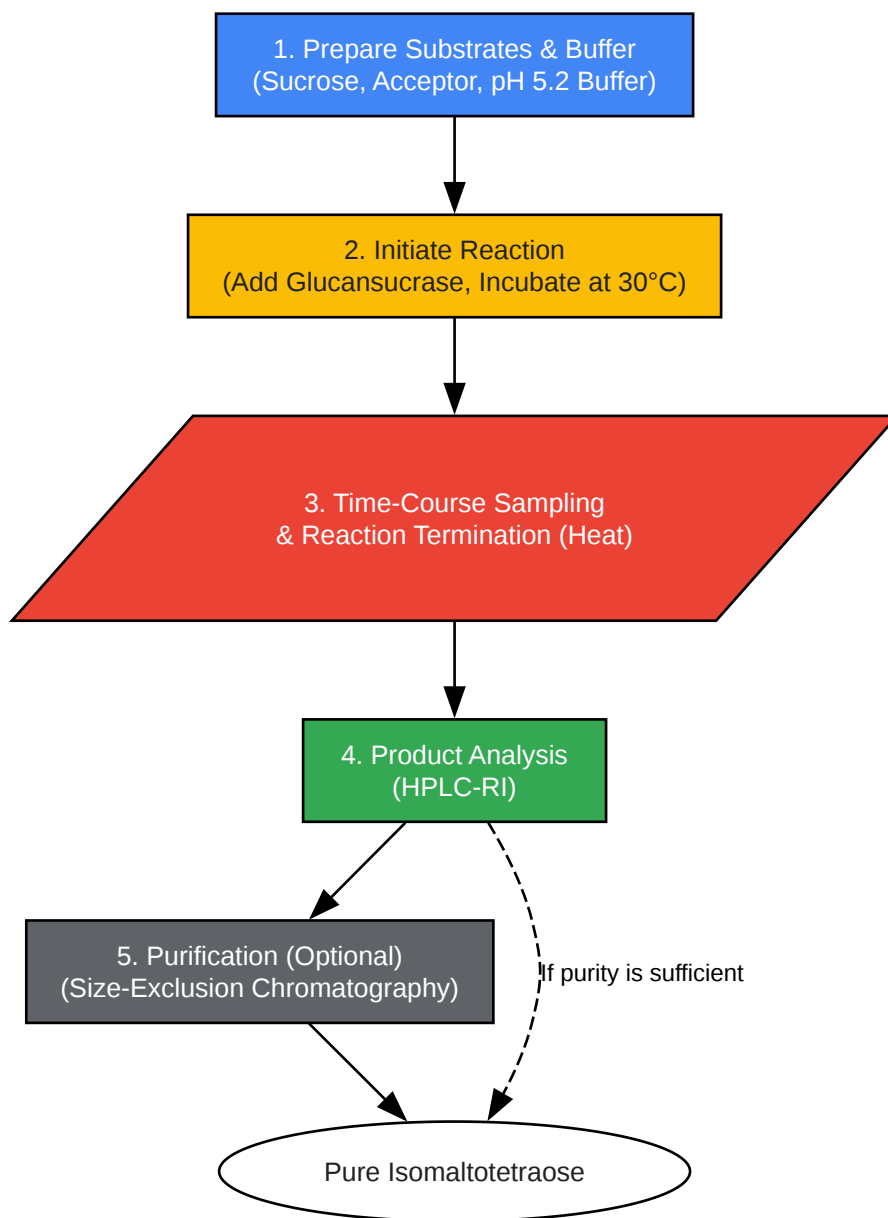 1. Prepare Substrates & Buffer
(Sucrose, Acceptor, pH 5.2 Buffer)
2. Initiate Reaction
(Add Glucansucrase, Incubate at 30°C)
3. Time-Course Sampling
& Reaction Termination (Heat)
4. Product Analysis
(HPLC-RI)
5. Purification (Optional)
(Size-Exclusion Chromatography)
If purity is sufficient
Pure Isomaltotetraose